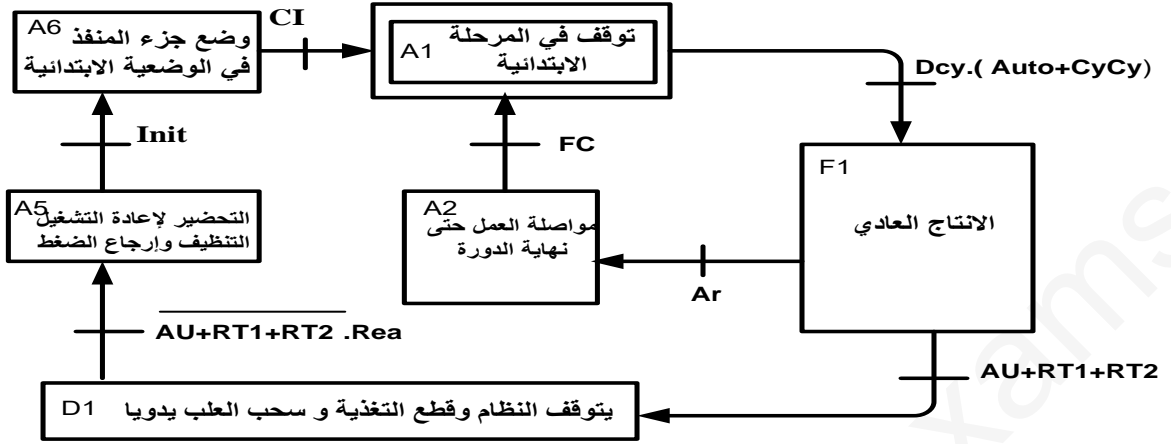 A6
وضع جزء المنفذ
في الوضعية الابتدائية
CI
A1
توقف في المرحلة
الابتدائية
Dcy.( Auto+CyCy)
Init
FC
F1
الانتاج العادي
A5
التحضير لإعادة التشغيل
التنظيف وإرجاع الضغط
A2
مواصلة العمل حتى
نهاية الدورة
Ar
AU+RT1+RT2 .Rea
AU+RT1+RT2
D1
يتوقف النظام وقطع التغذية و سحب العلب يدويا
xams